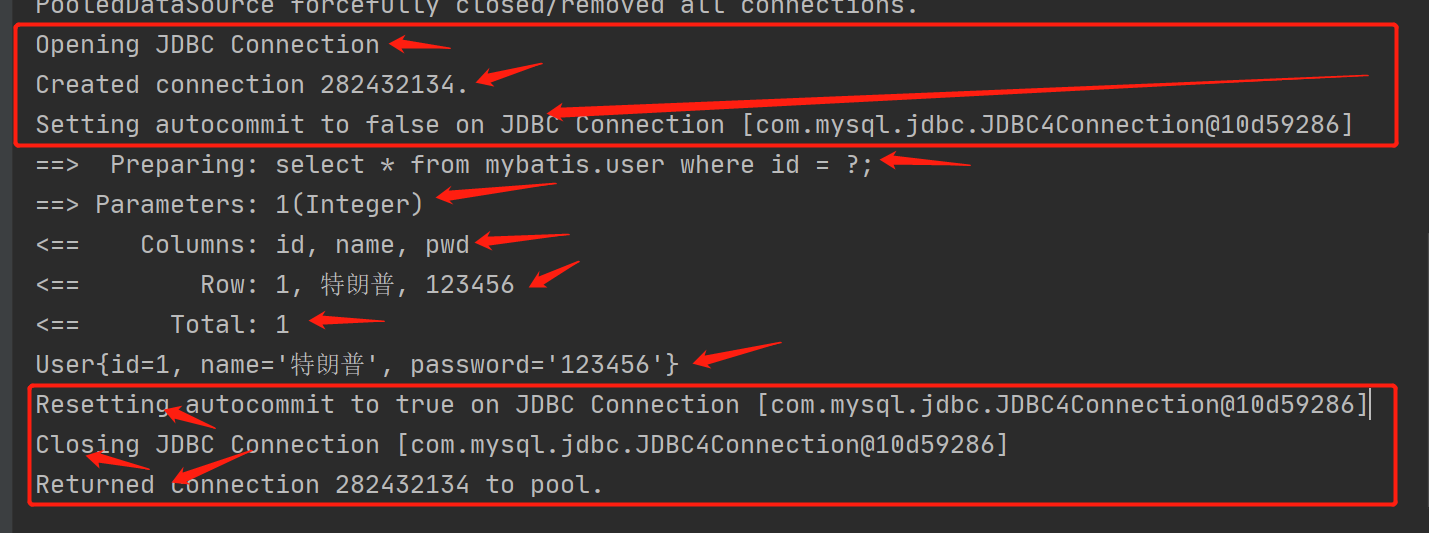 PooledDataSource forcefully closed/removed all connections.
Opening JDBC Connection
Created connection 282432134.
Setting autocommit to false on JDBC Connection [com.mysql.jdbc.JDBC4Connection@10d59286]
==>  Preparing: select * from mybatis.user where id = ?;
==> Parameters: 1(Integer)
<==    Columns: id, name, pwd
<==        Row: 1, 特朗普, 123456
<==      Total: 1
User{id=1, name='特朗普', password='123456'}
Resetting autocommit to true on JDBC Connection [com.mysql.jdbc.JDBC4Connection@10d59286]
Closing JDBC Connection [com.mysql.jdbc.JDBC4Connection@10d59286]
Returned connection 282432134 to pool.